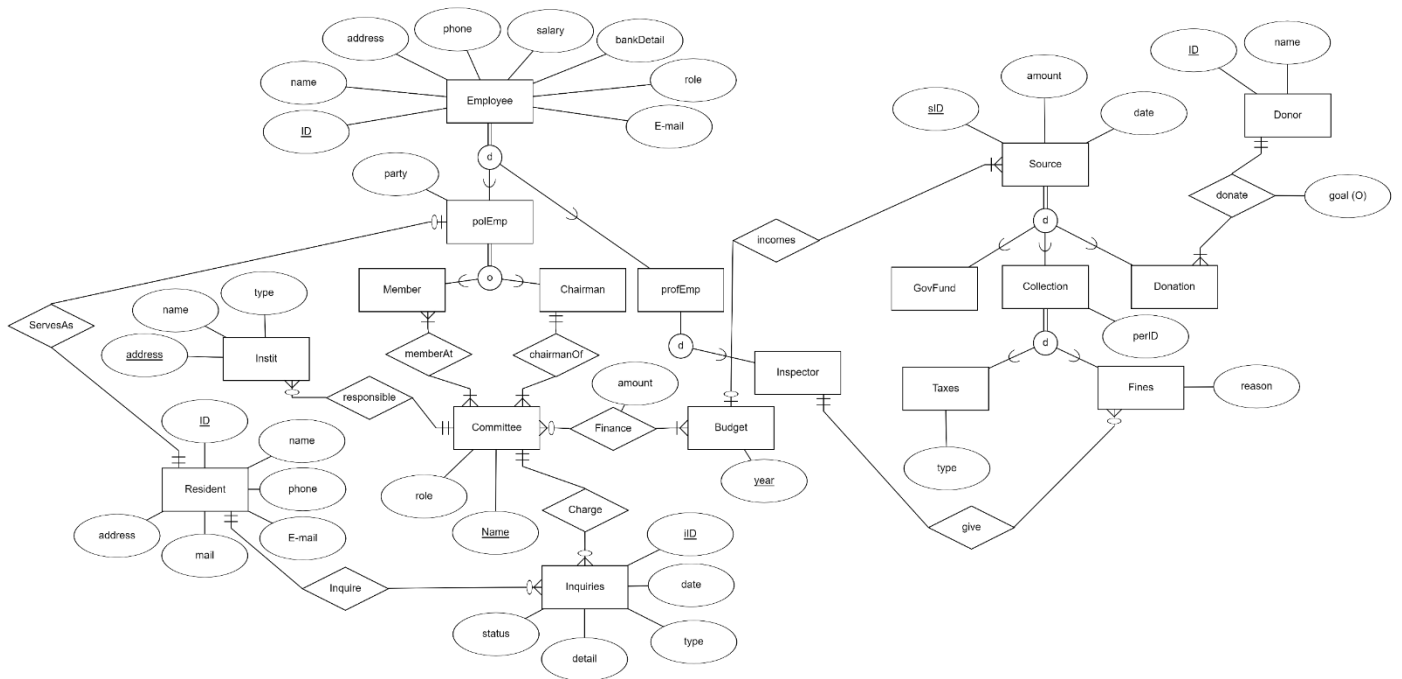 phone
salary
address
bankDetail
name
role
Employee
ID
E-mail
d
party
polEmp
o
Member
Chairman
profEmp
d
Inspector
ServesAs
type
name
address
Instit
memberAt
chairmanOf
responsible
amount
Committee
Finance
Budget
year
role
Name
Charge
ID
name
Resident
phone
address
mail
E-mail
Inquire
iID
date
Inquiries
status
detail
type
incomes
amount
sID
date
Source
d
GovFund
Collection
Donation
perID
d
Taxes
Fines
reason
type
give
ID
name
Donor
donate
goal (O)